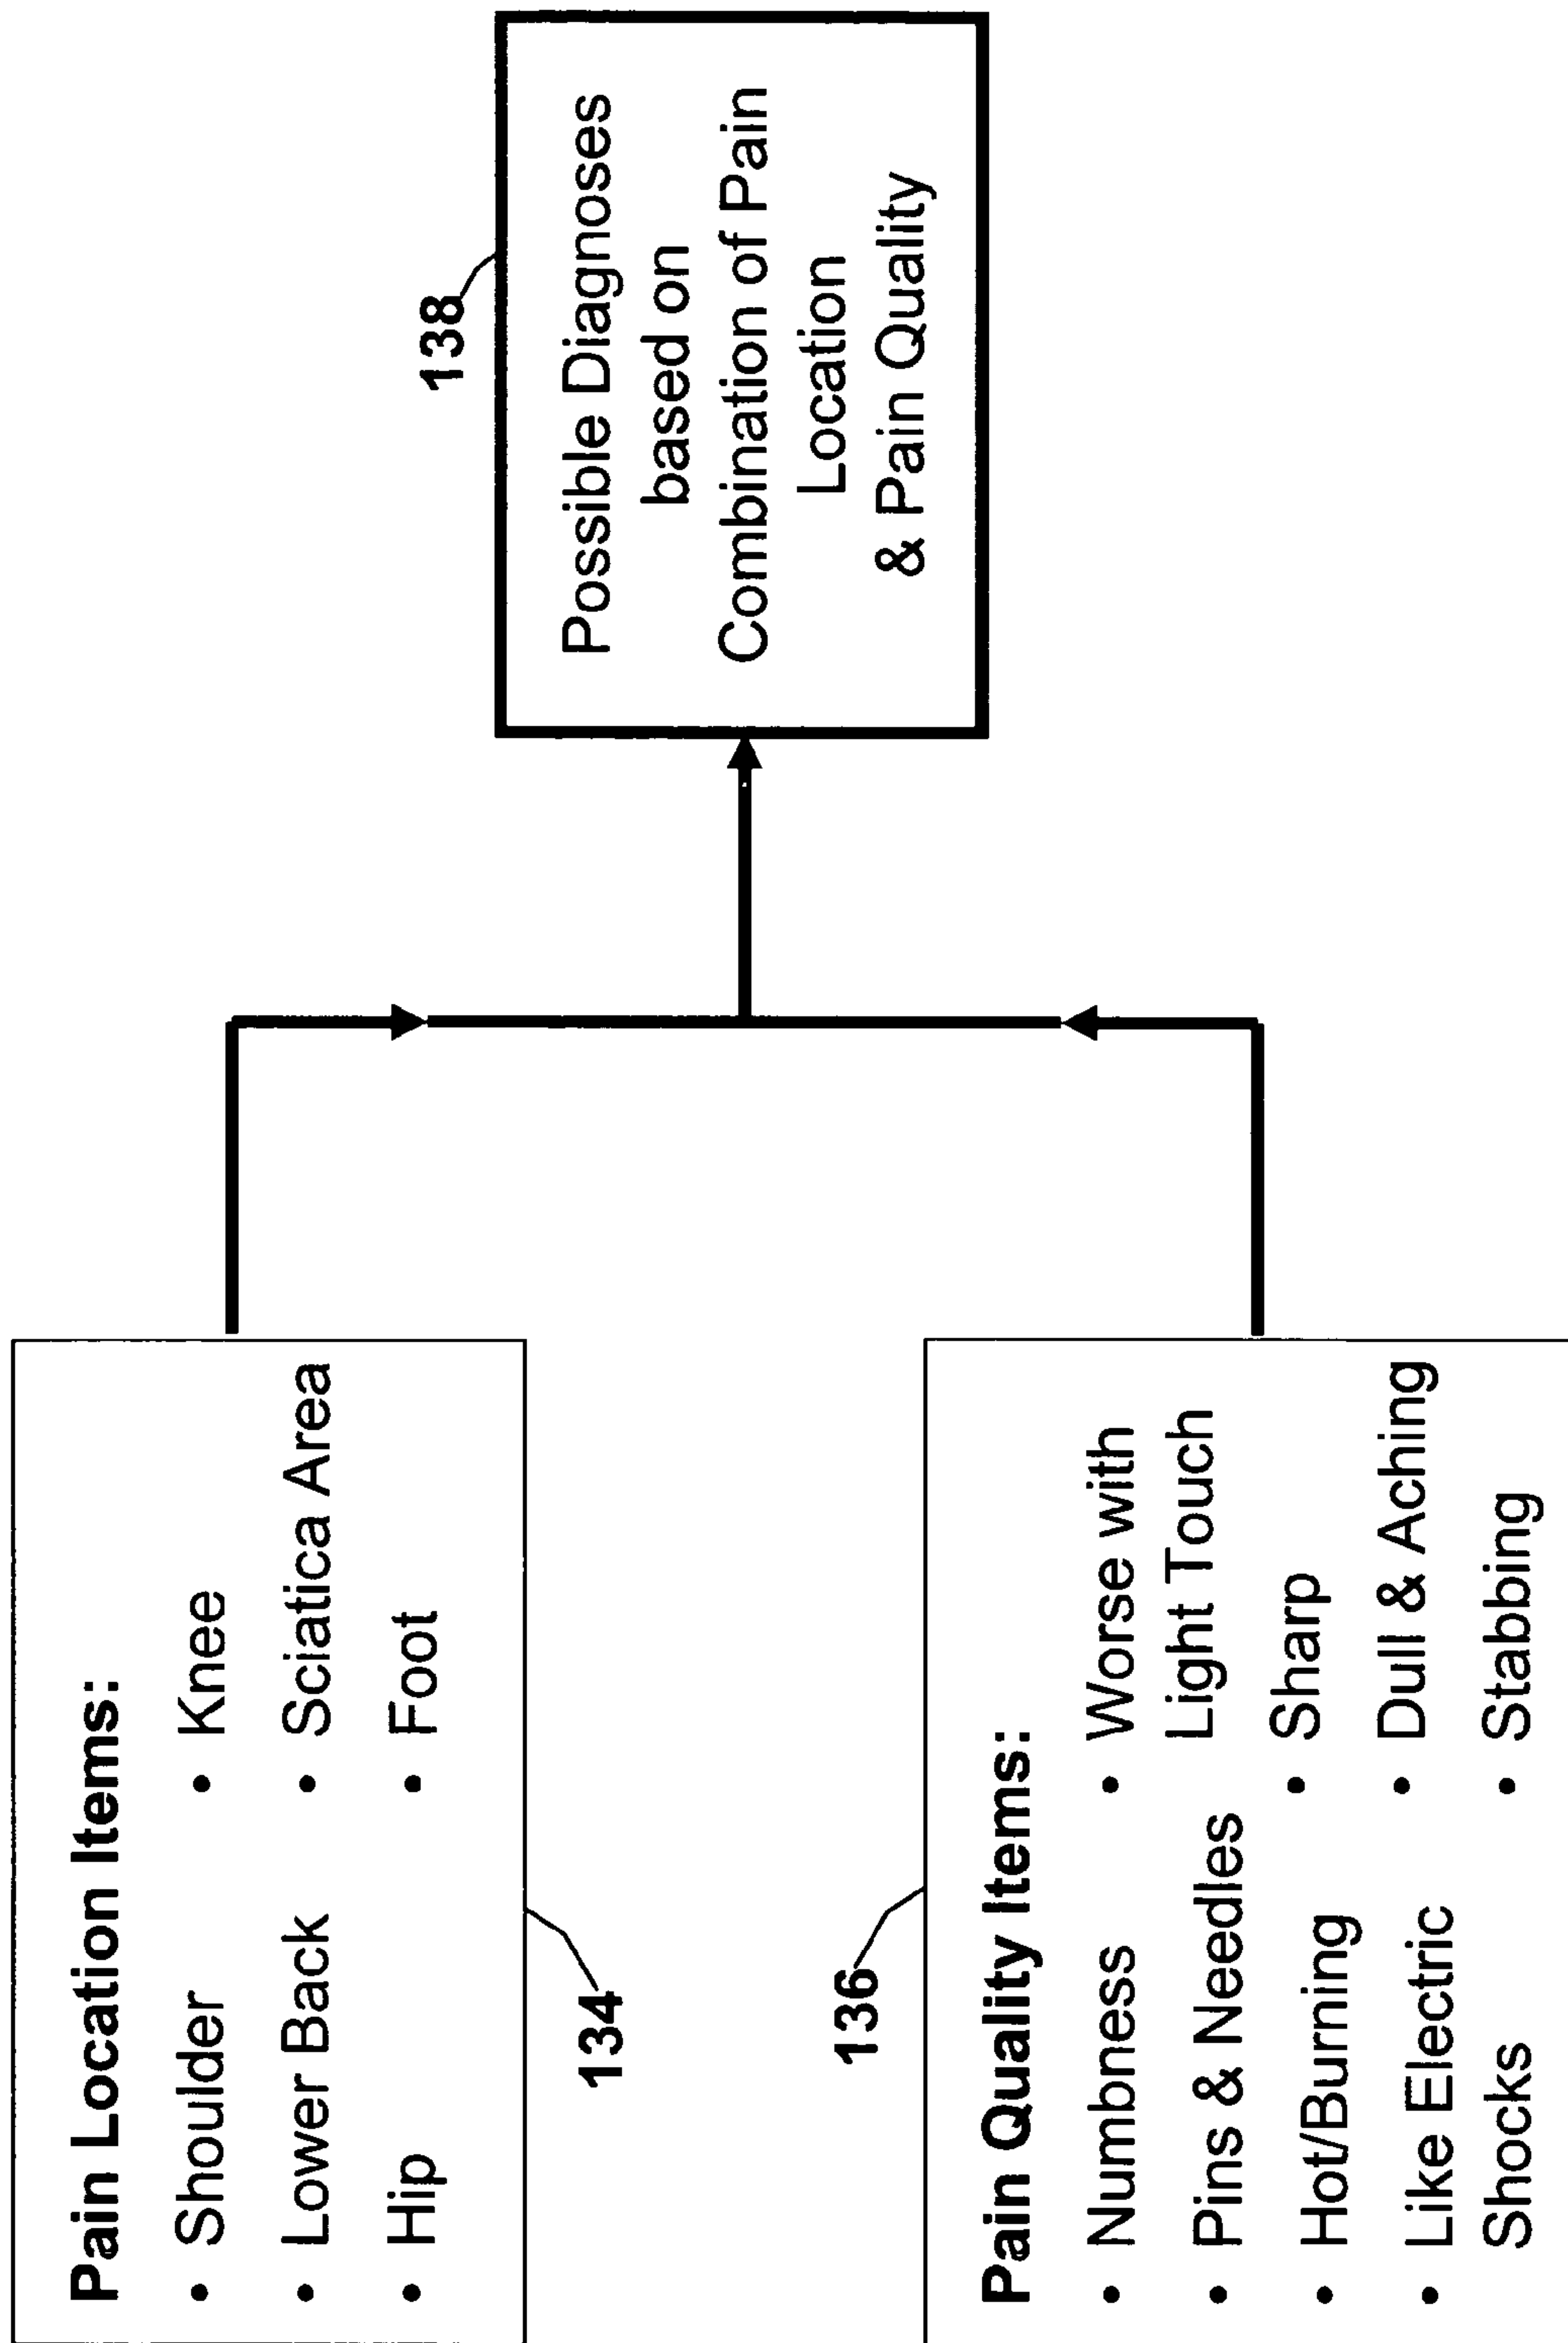 Pain Location Items:
• Shoulder
• Lower Back
• Hip
• Knee
• Sciatica Area
• Foot
134
Pain Quality Items:
• Numbness
• Pins & Needles
• Hot/Burning
• Like Electric
Shocks
• Worse with
Light Touch
• Sharp
• Dull & Aching
• Stabbing
136
138
Possible Diagnoses
based on
Combination of Pain
Location
& Pain Quality